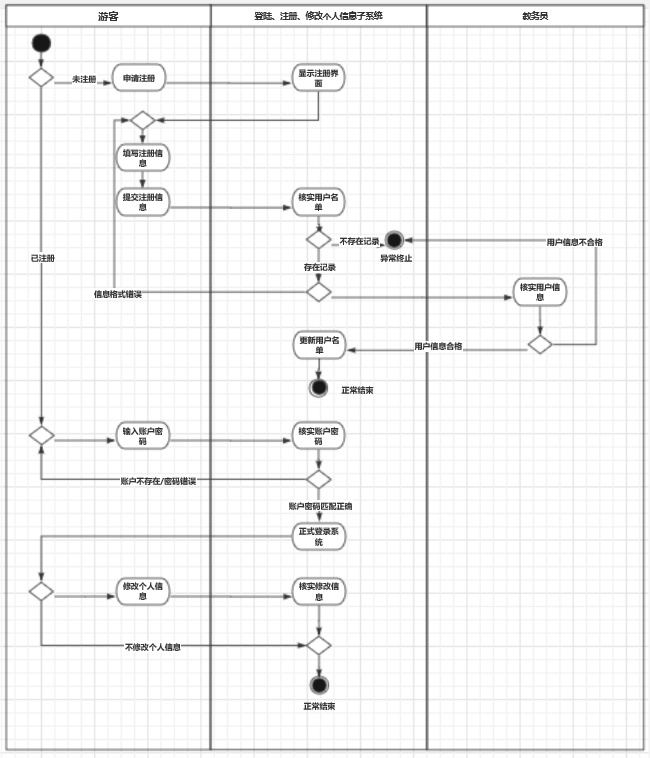 游客
登陆、注册、修改个人信息子系统
教务员
未注册
申请注册
显示注册界
面
填写注册信
息
提交注册信
息
核实用户名
单
不存在记录
用户信息不合格
异常终止
已注册
存在记录
信息格式错误
核实用户信
息
更新用户名
单
用户信息合格
正常结束
输入账户密
码
核实账户密
码
账户不存在/密码错误
账户密码匹配正确
正式登录系
统
修改个人信
息
核实修改信
息
不修改个人信息
正常结束